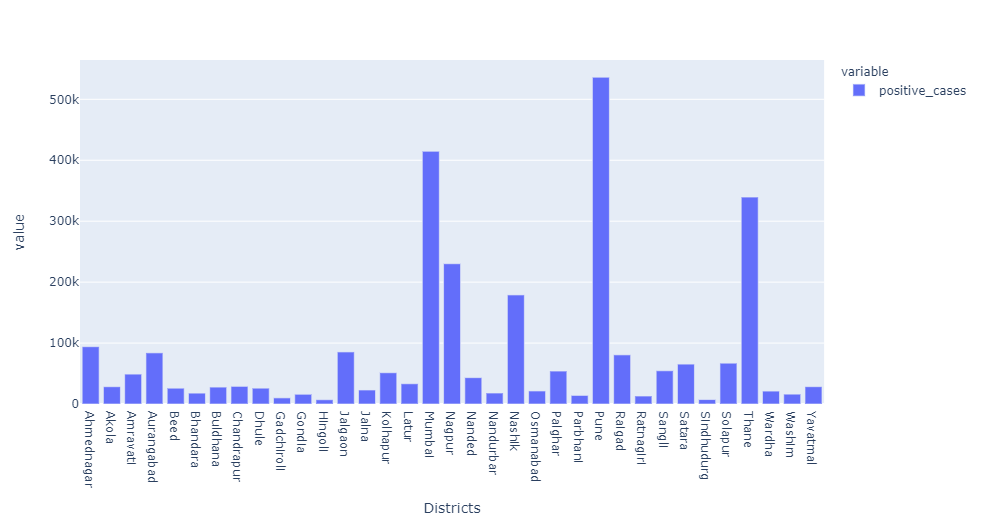 variable
positive_cases
500k
400k
300k
200k
100k
0
value
Ahmednagar
Akola
Amravati
Aurangabad
Beed
Bhandara
Buldhana
Chandrapur
Dhule
Gadchiroli
Gondia
Hingoli
Jalgaon
Jalna
Kolhapur
Latur
Mumbai
Nagpur
Nanded
Nandurbar
Nashik
Osmanabad
Palghar
Parbhani
Pune
Raigad
Ratnagiri
Sangli
Satara
Sindhudurg
Solapur
Thane
Wardha
Washim
Yavatmal
Districts